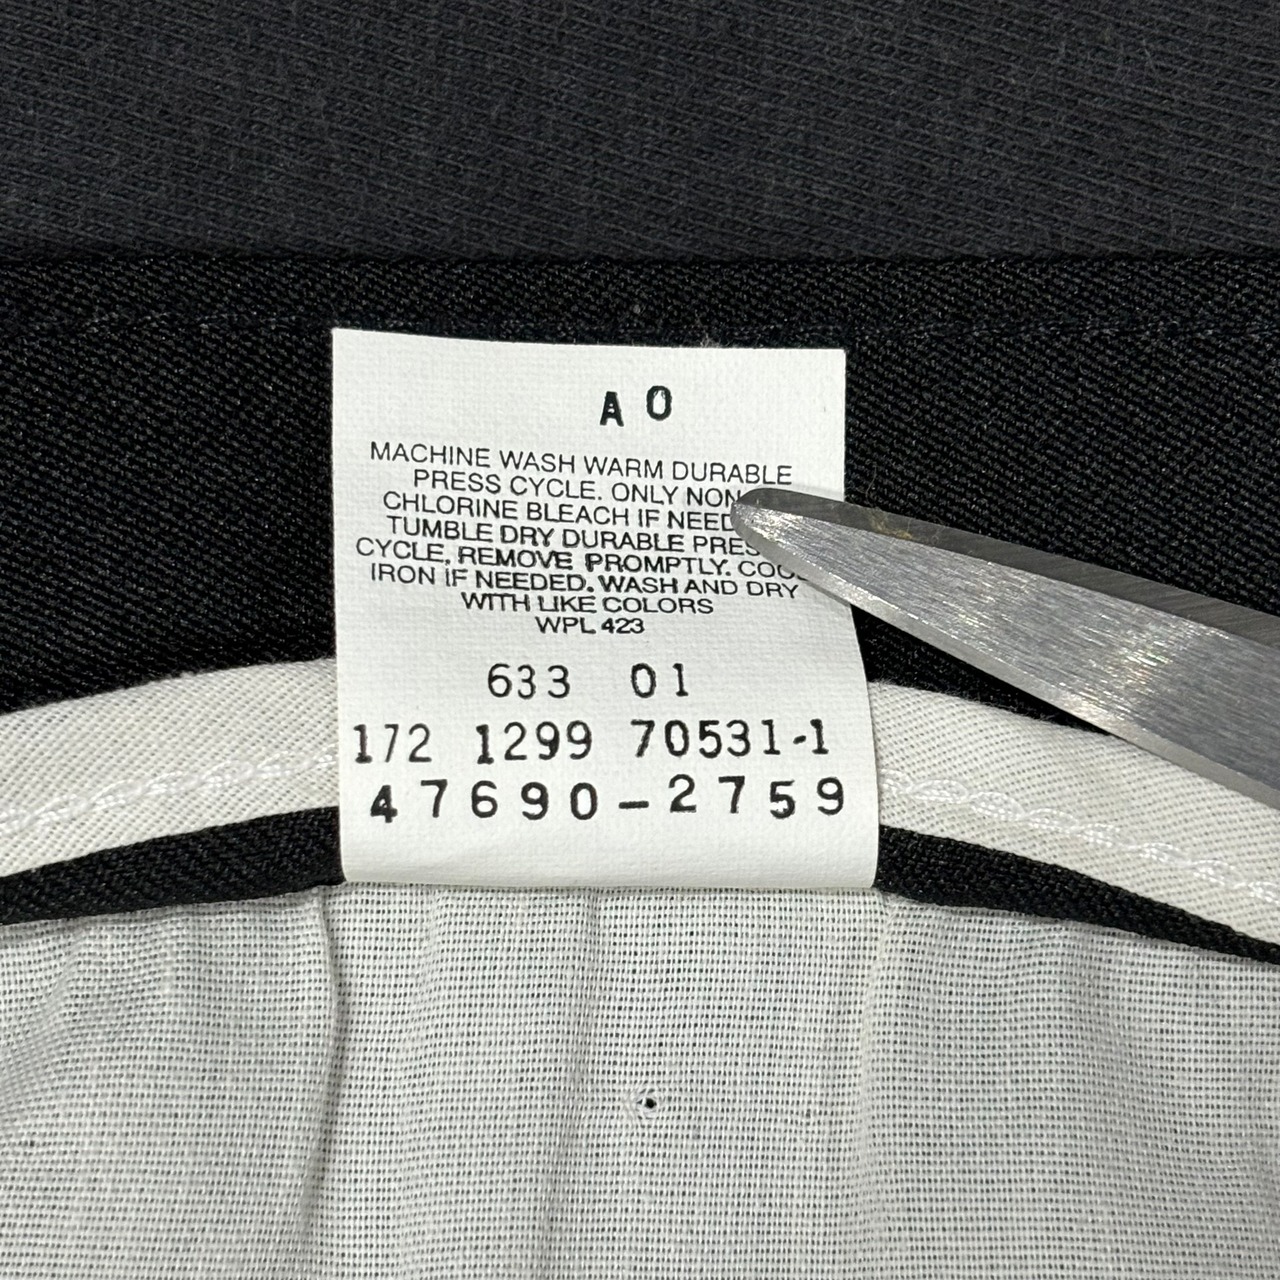 A 0
MACHINE WASH WARM DURABLE
PRESS CYCLE. ONLY NON
CHLORINE BLEACH IF NEED
TUMBLE DRY DURABLE PRES
CYCLE, REMOVE PROMPTLY. COOL
IRON IF NEEDED. WASH AND DRY
WITH LIKE COLORS
WPL 423
633 01
172 1299 70531-1
47690-2759